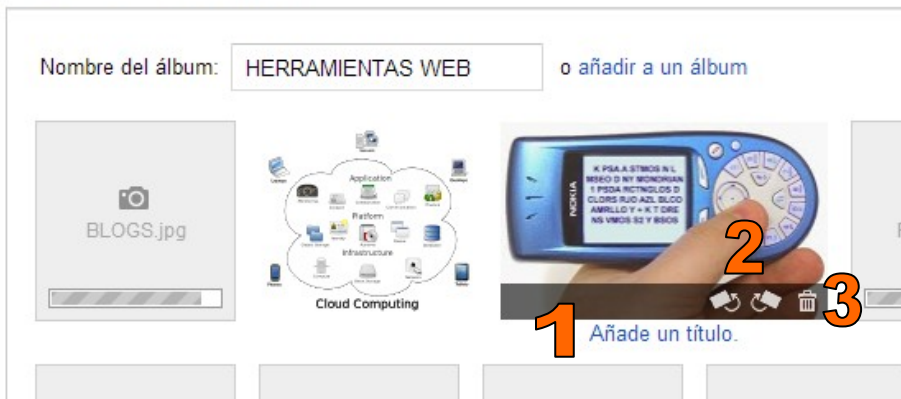 Nombre del álbum: HERRAMIENTAS WEB o añadir a un álbum
BLOGS.jpg
Application
Platform
Infrastructure
Cloud Computing
NOKIA
K PSA A STMOS N L
MSEO D NY MONDRIAN
1 PSDA RCTNGLOS D
CLORS RJO AZL BLCO
AMRLLO Y + K T DRE
NS VMOS S2 Y BSOS
2
3
1
Añade un título.